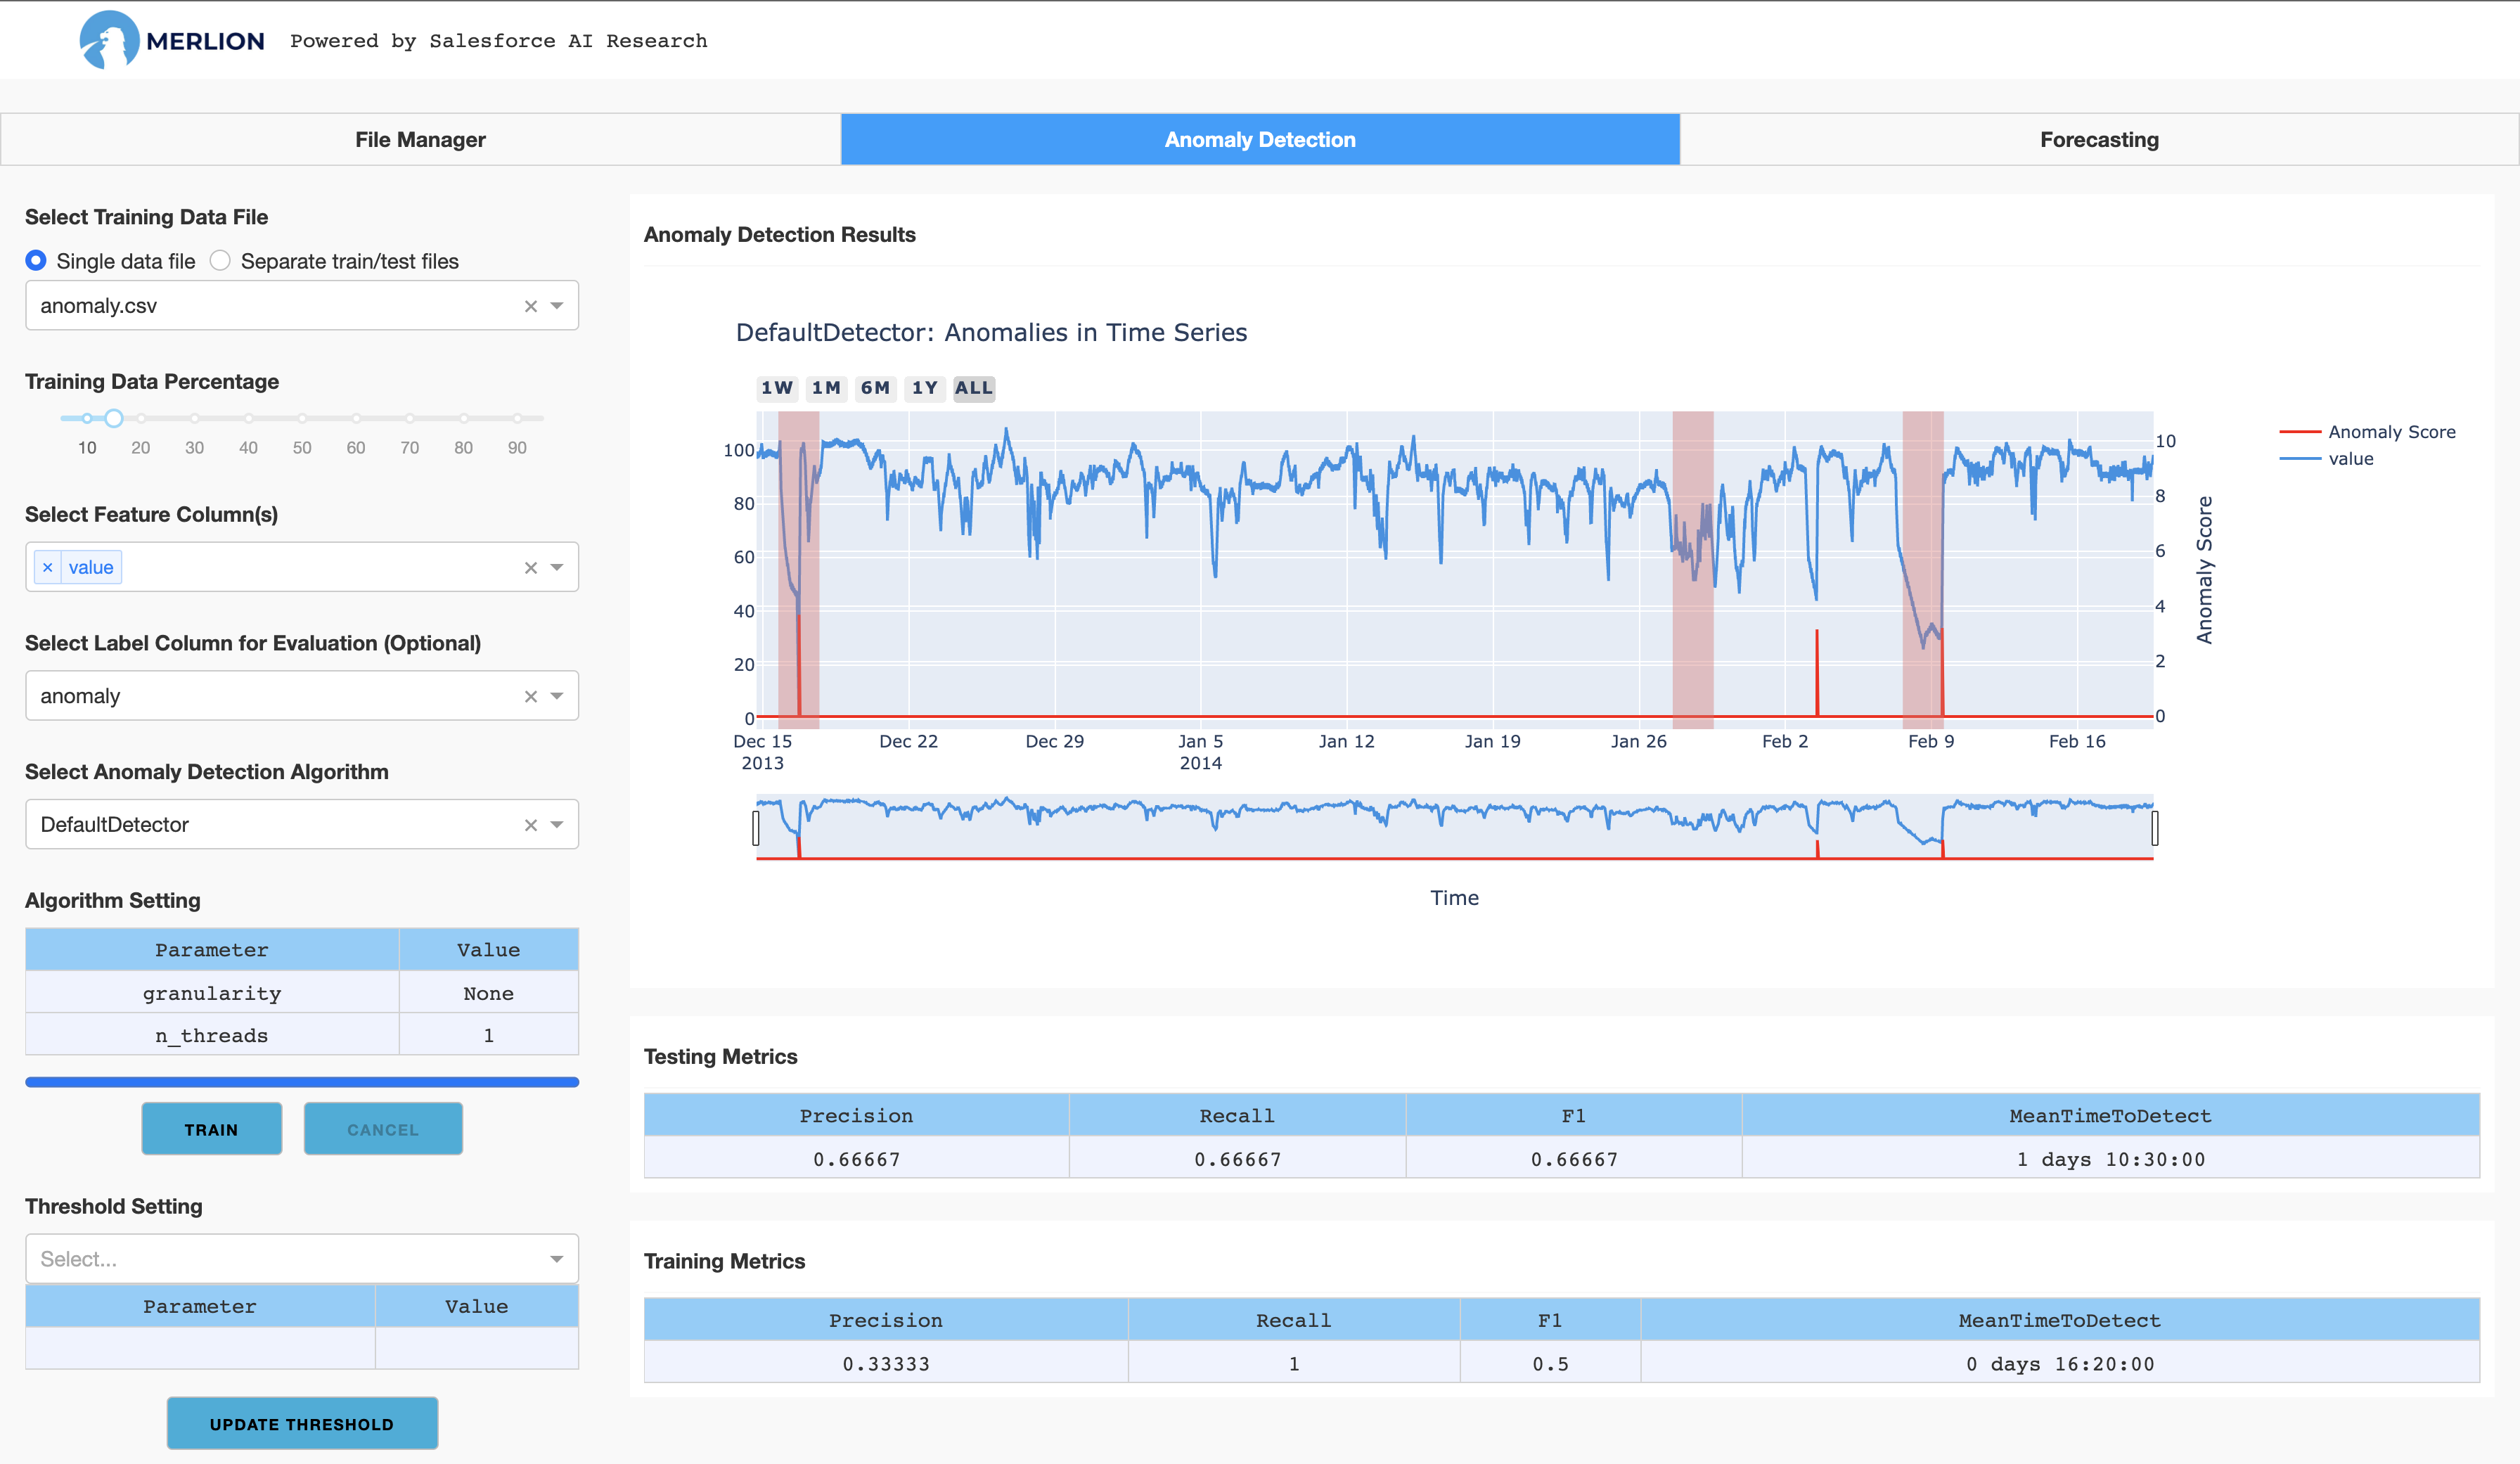 MERLION Powered by Salesforce AI Research
File Manager Anomaly Detection Forecasting
Select Training Data File
Single data file Separate train/test files
anomaly.csv × 
Training Data Percentage
10 20 30 40 50 60 70 80 90
Select Feature Column(s)
× value ×
Select Label Column for Evaluation (Optional)
anomaly ×
Select Anomaly Detection Algorithm
DefaultDetector ×
Algorithm Setting
Parameter Value
granularity None
n_threads 1
TRAIN CANCEL
Threshold Setting
Select...
Parameter Value
UPDATE THRESHOLD
Anomaly Detection Results
DefaultDetector: Anomalies in Time Series
1W 1M 6M 1Y ALL
100
80
60
40
20
0
10
8
6
4
2
0
Anomaly Score
Anomaly Score
value
Dec 15 Dec 22 Dec 29 Jan 5 Jan 12 Jan 19 Jan 26 Feb 2 Feb 9 Feb 16
2013 2014
Time
Testing Metrics
Precision Recall F1 MeanTimeToDetect
0.66667 0.66667 0.66667 1 days 10:30:00
Training Metrics
Precision Recall F1 MeanTimeToDetect
0.33333 1 0.5 0 days 16:20:00